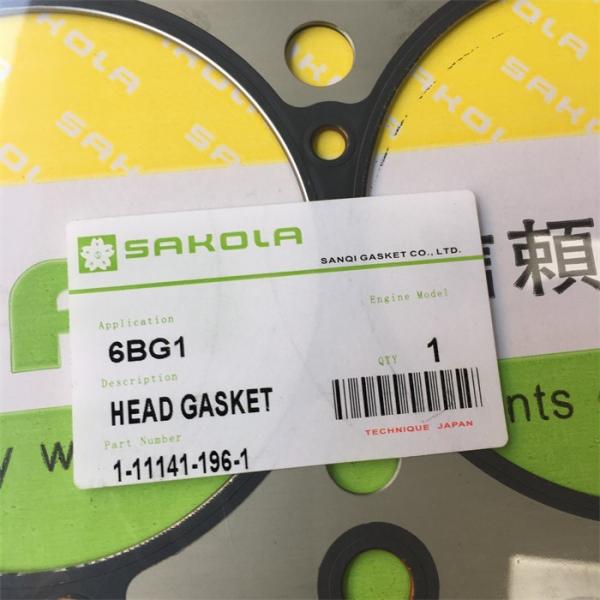 SAKOLA
SAKOLA
SAKOLA
SAKOLA
SAKOLA
SAKOLA
SANQI GASKET CO., LTD.
頼
Application
Engine Model
6BG1
QTY 1
Description
HEAD GASKET
nts
TECHNIQUE JAPAN
Part Number
1-11141-196-1